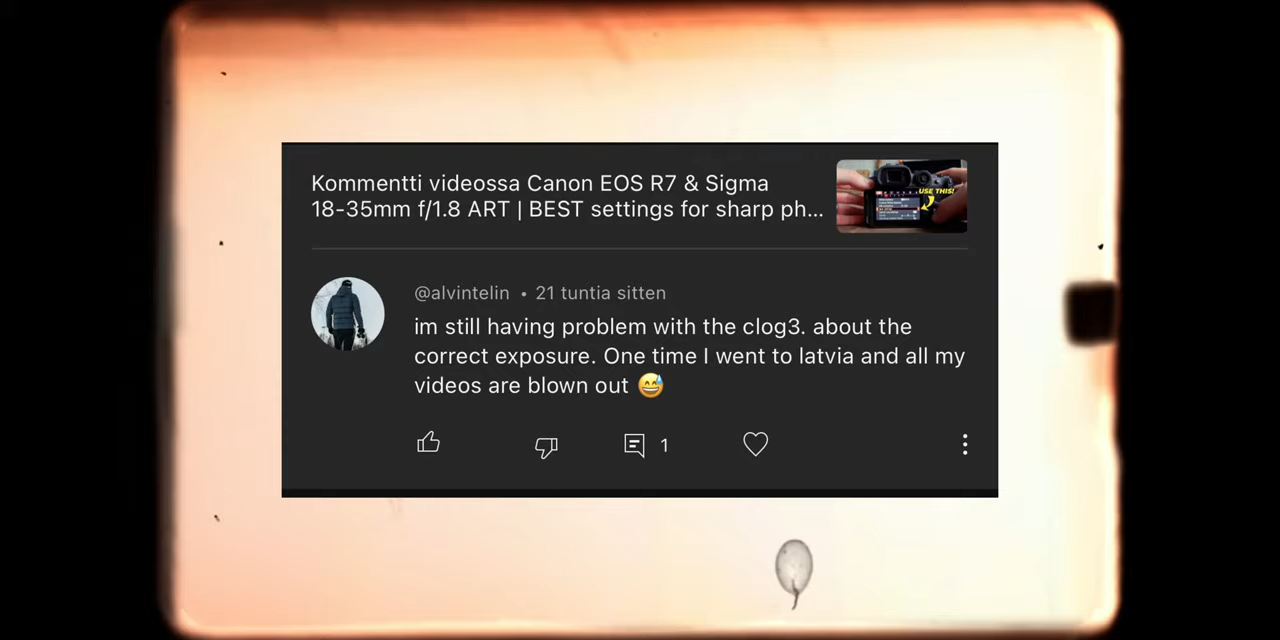 Kommentti videossa Canon EOS R7 & Sigma
18-35mm f/1.8 ART | BEST settings for sharp ph...
USE THIS!
@alvintelin • 21 tuntia sitten
im still having problem with the clog3. about the
correct exposure. One time I went to latvia and all my
videos are blown out 😅
1